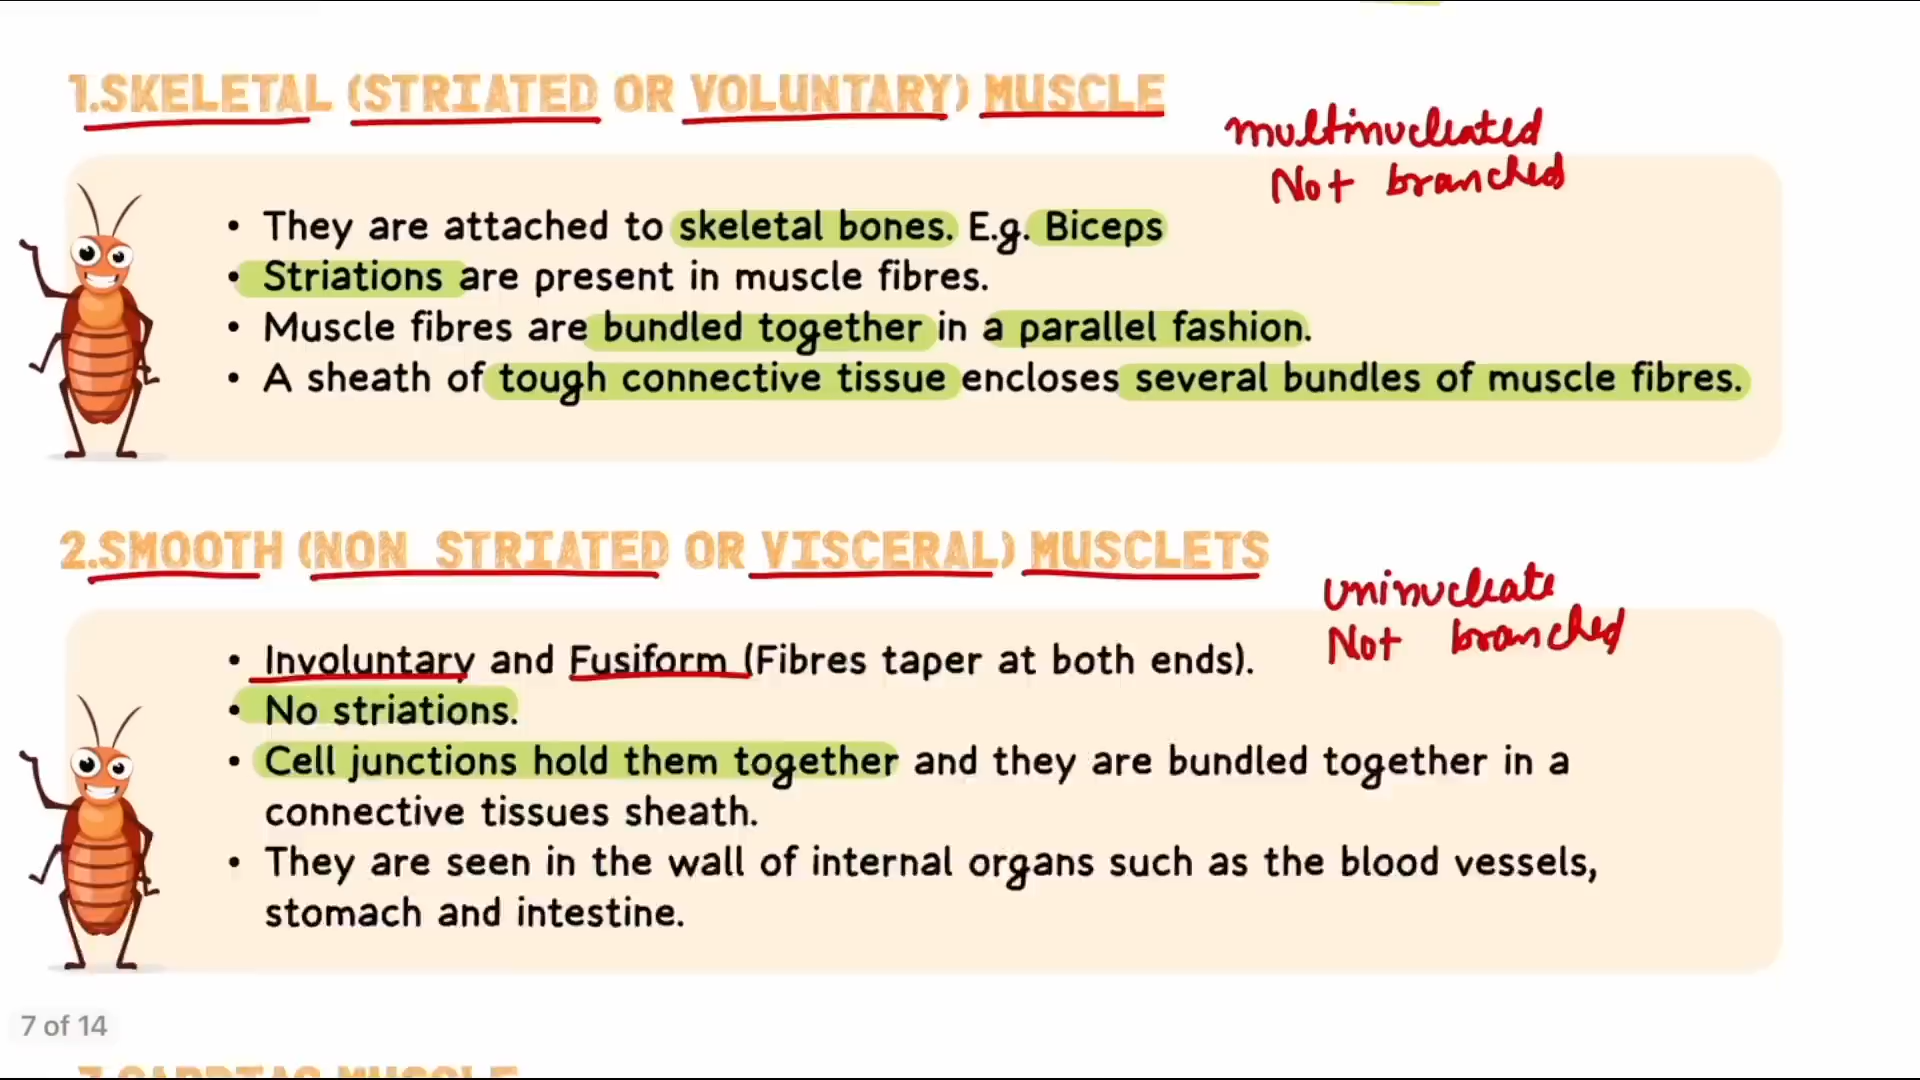 1.SKELETAL (STRIATED OR VOLUNTARY) MUSCLE
multinucleated
Not branched
• They are attached to skeletal bones. E.g. Biceps
• Striations are present in muscle fibres.
• Muscle fibres are bundled together in a parallel fashion.
• A sheath of tough connective tissue encloses several bundles of muscle fibres.
2.SMOOTH (NON STRIATED OR VISCERAL) MUSCLETS
uninucleate
Not branched
• Involuntary and Fusiform (Fibres taper at both ends).
• No striations.
• Cell junctions hold them together and they are bundled together in a
connective tissues sheath.
• They are seen in the wall of internal organs such as the blood vessels,
stomach and intestine.
7 of 14
3.CARDIAC MUSCLE